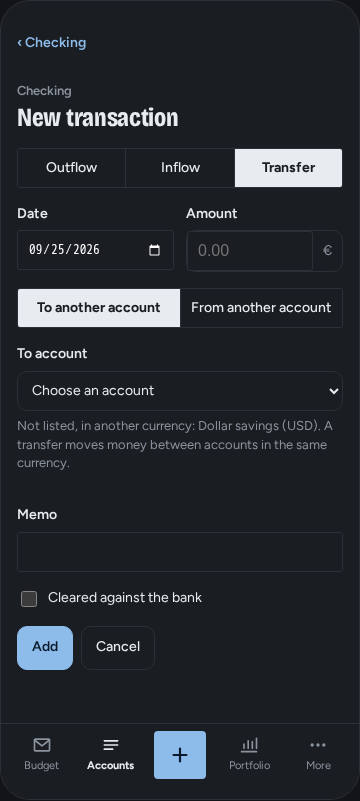 ‹ Checking
Checking
New transaction
Outflow Inflow Transfer
Date Amount
09/25/2026 0.00 €
To another account From another account
To account
Choose an account
Not listed, in another currency: Dollar savings (USD). A
transfer moves money between accounts in the same
currency.
Memo
Cleared against the bank
Add Cancel
+
Budget Accounts Portfolio More